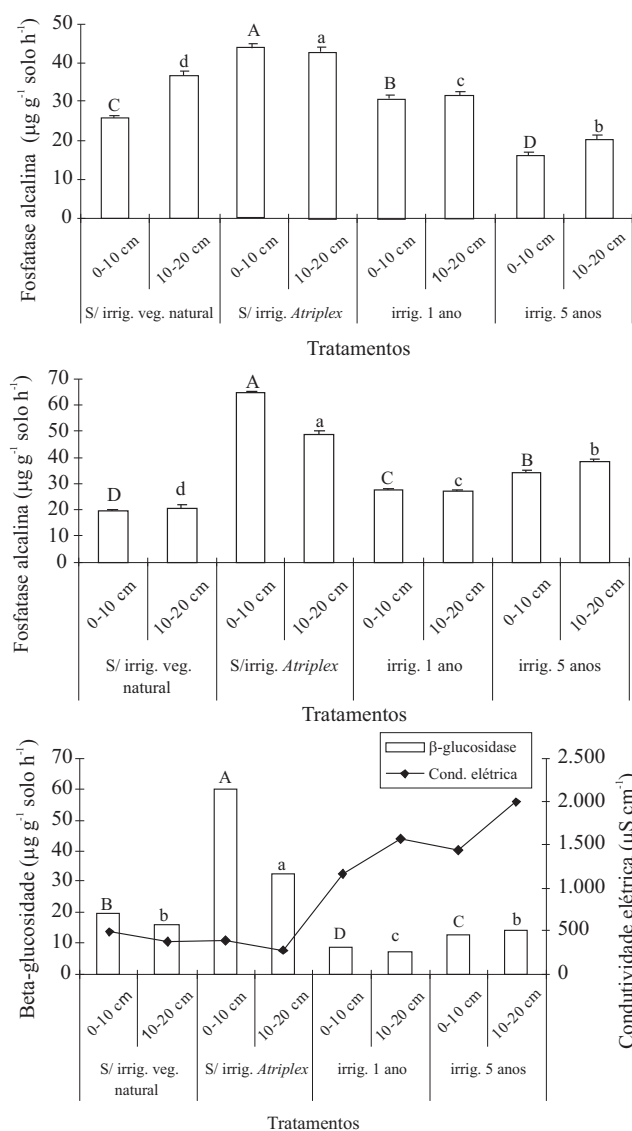 Fosfatase alcalina (µg g⁻¹ solo h⁻¹)
50
40
30
20
10
0
C
d
A
a
B
c
D
b
0-10 cm
10-20 cm
0-10 cm
10-20 cm
0-10 cm
10-20 cm
0-10 cm
10-20 cm
S/ irrig. veg. natural
S/ irrig. Atriplex
irrig. 1 ano
irrig. 5 anos
Tratamentos
Fosfatase alcalina (µg g⁻¹ solo h⁻¹)
70
60
50
40
30
20
10
0
D
d
A
a
C
c
B
b
0-10 cm
10-20 cm
0-10 cm
10-20 cm
0-10 cm
10-20 cm
0-10 cm
10-20 cm
S/ irrig. veg.
natural
S/irrig. Atriplex
irrig. 1 ano
irrig. 5 anos
Tratamentos
Beta-glucosidade (µg g⁻¹ solo h⁻¹)
70
60
50
40
30
20
10
0
β-glucosidase
Cond. elétrica
B
b
A
a
D
c
C
b
2.500
2.000
1.500
1.000
500
0
Condutividade elétrica (µS cm⁻¹)
0-10 cm
10-20 cm
0-10 cm
10-20 cm
0-10 cm
10-20 cm
0-10 cm
10-20 cm
S/ irrig. veg.
natural
S/ irrig. Atriplex
irrig. 1 ano
irrig. 5 anos
Tratamentos